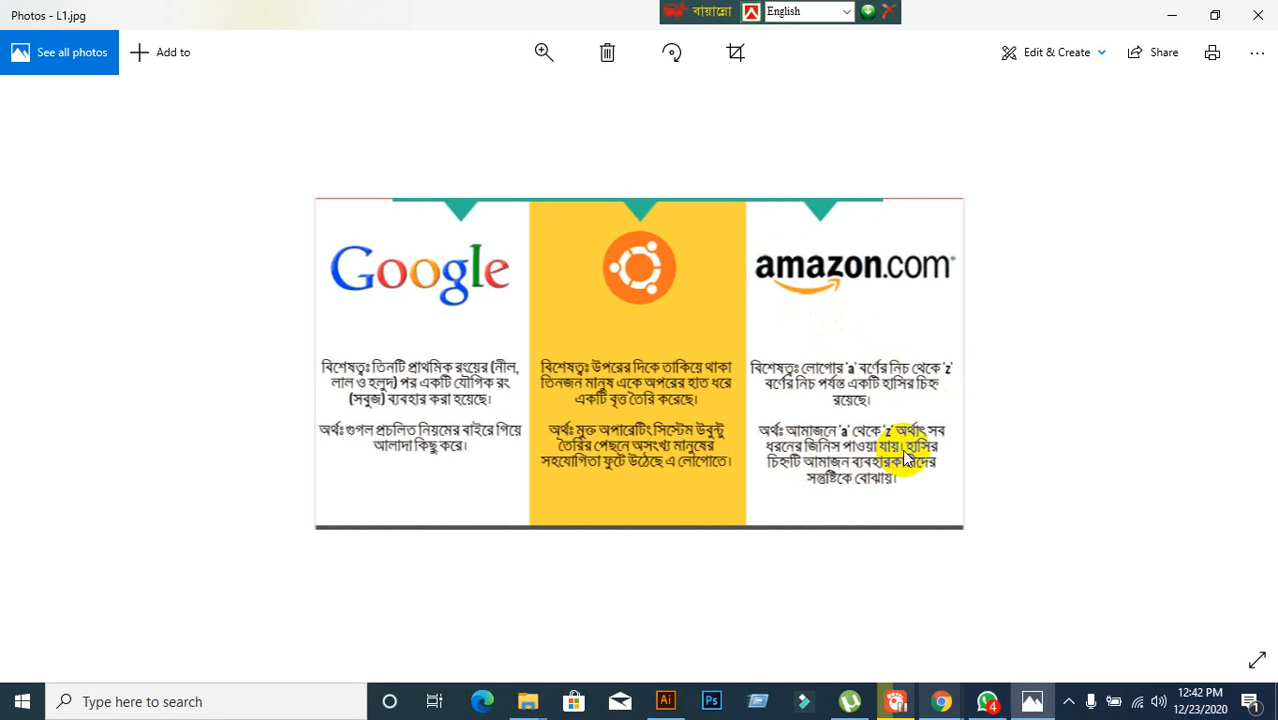 Photos - L1.jpg
বায়ান্নো
English
See all photos
Add to
Edit & Create
Share
Google
amazon.com
বিশেষত্বঃ তিনটি প্রাথমিক রংয়ের (নীল,
লাল ও হলুদ) পর একটি যৌগিক রং
(সবুজ) ব্যবহার করা হয়েছে।
অর্থঃ গুগল প্রচলিত নিয়মের বাইরে গিয়ে
আলাদা কিছু করে।
বিশেষত্বঃ উপরের দিকে তাকিয়ে থাকা
তিনজন মানুষ একে অপরের হাত ধরে
একটি বৃত্ত তৈরি করেছে।
অর্থঃ মুক্ত অপারেটিং সিস্টেম উবুন্টু
তৈরির পেছনে অসংখ্য মানুষের
সহযোগিতা ফুটে উঠেছে এ লোগোতে।
বিশেষত্বঃ লোগোর 'a' বর্ণের নিচ থেকে 'z'
বর্ণের নিচ পর্যন্ত একটি হাসির চিহ্ন
রয়েছে।
অর্থঃ আমাজনে 'a' থেকে 'z' অর্থাৎ সব
ধরনের জিনিস পাওয়া যায়। হাসির
চিহ্নটি আমাজন ব্যবহারকারীদের
সন্তুষ্টিকে বোঝায়।
Type here to search
Ai
Ps
4
12:42 PM
12/23/2020
1